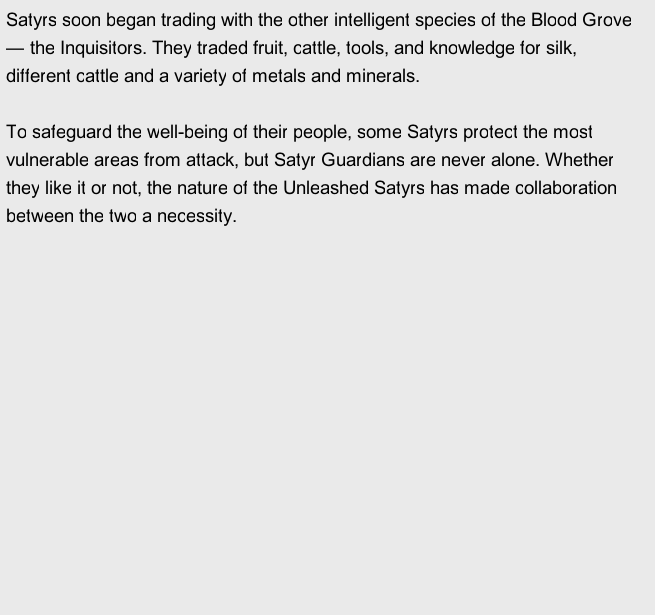 Satyrs soon began trading with the other intelligent species of the Blood Grove
— the Inquisitors. They traded fruit, cattle, tools, and knowledge for silk,
different cattle and a variety of metals and minerals.
To safeguard the well-being of their people, some Satyrs protect the most
vulnerable areas from attack, but Satyr Guardians are never alone. Whether
they like it or not, the nature of the Unleashed Satyrs has made collaboration
between the two a necessity.